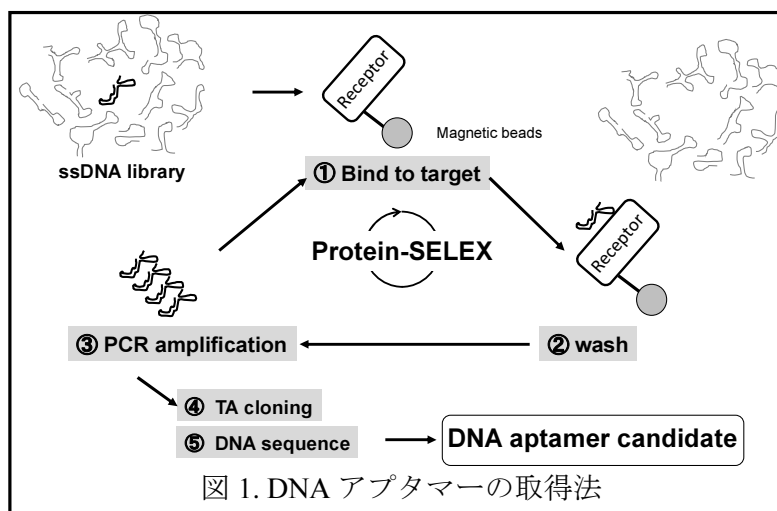 Receptor
Magnetic beads
ssDNA library
① Bind to target
Protein-SELEX
Receptor
③ PCR amplification
② wash
④ TA cloning
⑤ DNA sequence
DNA aptamer candidate
図 1. DNA アプタマーの取得法